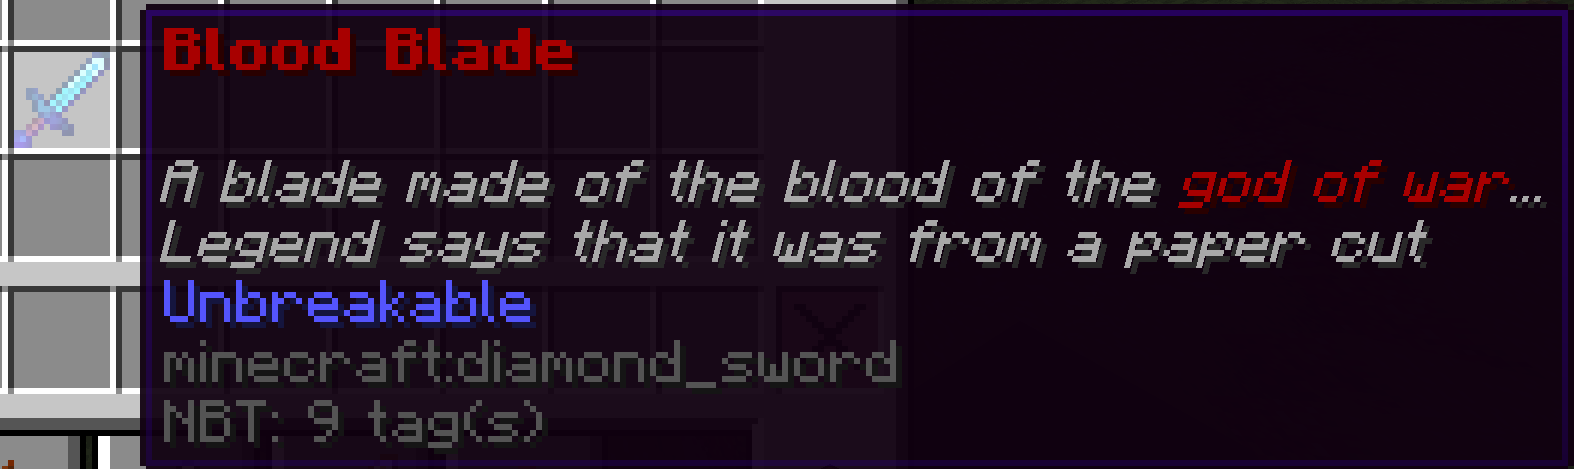 Blood Blade
A blade made of the blood of the god of war...
Legend says that it was from a paper cut
Unbreakable
minecraft:diamond_sword
NBT: 9 tag(s)